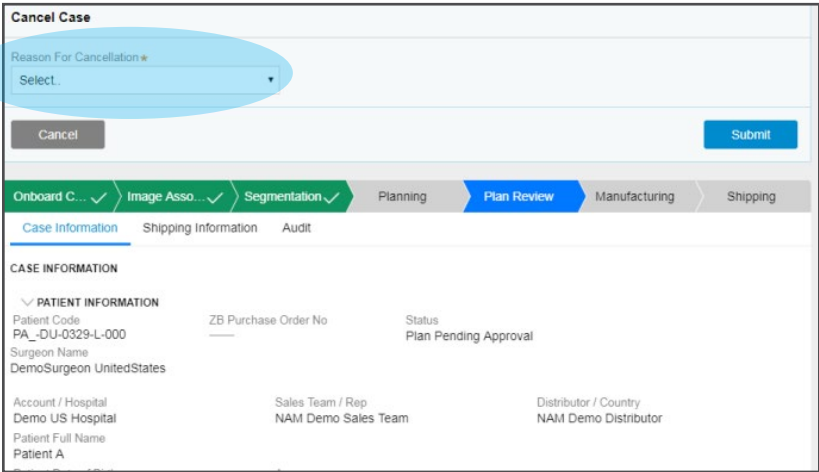 Cancel Case
Reason For Cancellation★
Select..
Cancel Submit
Onboard C... Image Asso... Segmentation Planning Plan Review Manufacturing Shipping
Case Information Shipping Information Audit
CASE INFORMATION
PATIENT INFORMATION
Patient Code ZB Purchase Order No Status
PA_-DU-0329-L-000 —— Plan Pending Approval
Surgeon Name
DemoSurgeon UnitedStates
Account / Hospital Sales Team / Rep Distributor / Country
Demo US Hospital NAM Demo Sales Team NAM Demo Distributor
Patient Full Name
Patient A